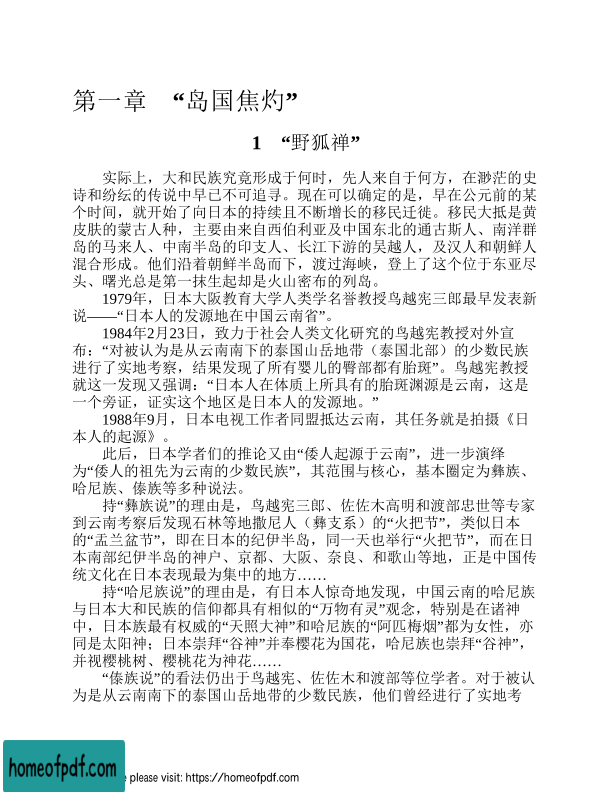 第一章　“岛国焦灼”
1　“野狐禅”
实际上，大和民族究竟形成于何时，先人来自于何方，在渺茫的史
诗和纷纭的传说中早已不可追寻。现在可以确定的是，早在公元前的某
个时间，就开始了向日本的持续且不断增长的移民迁徙。移民大抵是黄
皮肤的蒙古人种，主要由来自西伯利亚及中国东北的通古斯人、南洋群
岛的马来人、中南半岛的印支人、长江下游的吴越人，及汉人和朝鲜人
混合形成。他们沿着朝鲜半岛而下，渡过海峡，登上了这个位于东亚尽
头、曙光总是第一抹生起却是火山密布的列岛。
1979年，日本大阪教育大学人类学名誉教授鸟越宪三郎最早发表新
说——“日本人的发源地在中国云南省”。
1984年2月23日，致力于社会人类文化研究的鸟越宪教授对外宣
布：“对被认为是从云南南下的泰国山岳地带（泰国北部）的少数民族
进行了实地考察，结果发现了所有婴儿的臀部都有胎斑”。鸟越宪教授
就这一发现又强调：“日本人在体质上所具有的胎斑渊源是云南，这是
一个旁证，证实这个地区是日本人的发源地。”
1988年9月，日本电视工作者同盟抵达云南，其任务就是拍摄《日
本人的起源》。
此后，日本学者们的推论又由“倭人起源于云南”，进一步演绎
为“倭人的祖先为云南的少数民族”，其范围与核心，基本圈定为彝族、
哈尼族、傣族等多种说法。
持“彝族说”的理由是，鸟越宪三郎、佐佐木高明和渡部忠世等专家
到云南考察后发现石林等地撒尼人（彝支系）的“火把节”，类似日本
的“盂兰盆节”，即在日本的纪伊半岛，同一天也举行“火把节”，而在日
本南部纪伊半岛的神户、京都、大阪、奈良、和歌山等地，正是中国传
统文化在日本表现最为集中的地方……
持“哈尼族说”的理由是，有日本人惊奇地发现，中国云南的哈尼族
与日本大和民族的信仰都具有相似的“万物有灵”观念，特别是在诸神
中，日本族最有权威的“天照大神”和哈尼族的“阿匹梅烟”都为女性，亦
同是太阳神；日本崇拜“谷神”并奉樱花为国花，哈尼族也崇拜“谷神”，
并视樱桃树、樱桃花为神花……
“傣族说”的看法仍出于鸟越宪、佐佐木和渡部等位学者。对于被认
为是从云南南下的泰国山岳地带的少数民族，他们曾经进行了实地考
homeofpdf.com
please visit: https://homeofpdf.com